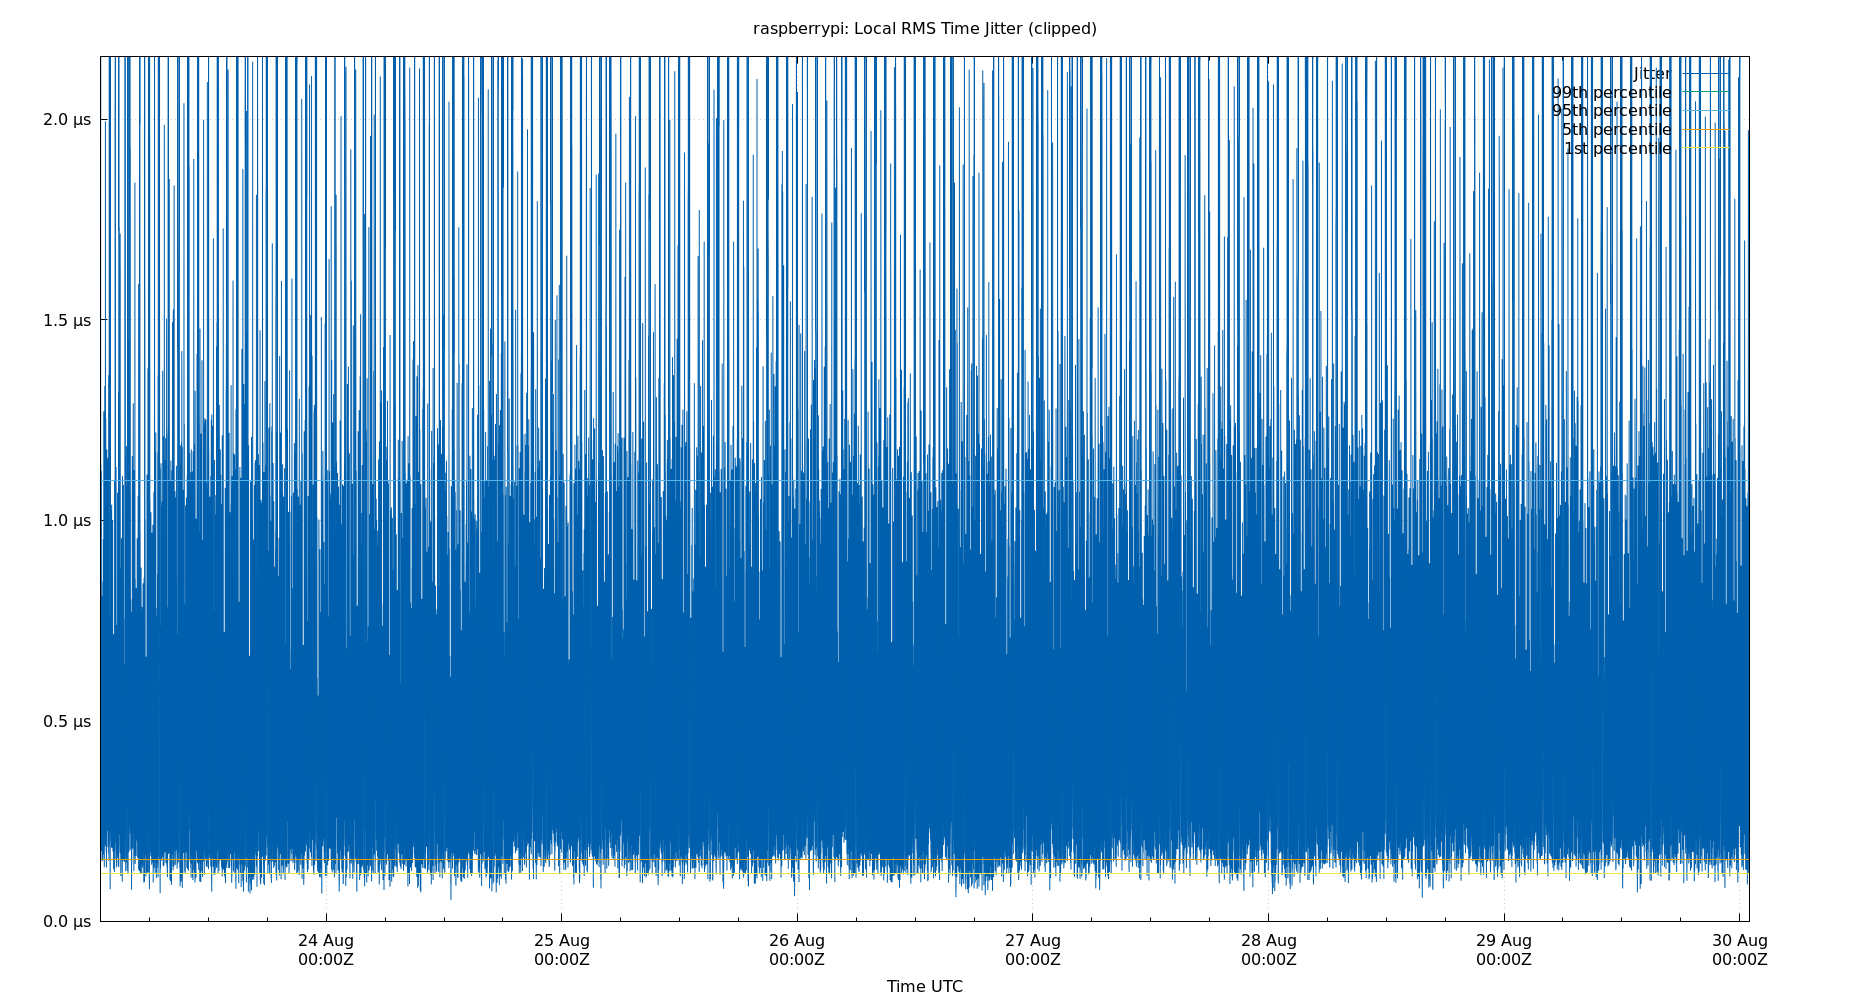 raspberrypi: Local RMS Time Jitter (clipped)
Jitter
99th percentile
95th percentile
5th percentile
1st percentile
2.0 µs
1.5 µs
1.0 µs
0.5 µs
0.0 µs
24 Aug 25 Aug 26 Aug 27 Aug 28 Aug 29 Aug 30 Aug
00:00Z 00:00Z 00:00Z 00:00Z 00:00Z 00:00Z 00:00Z
Time UTC